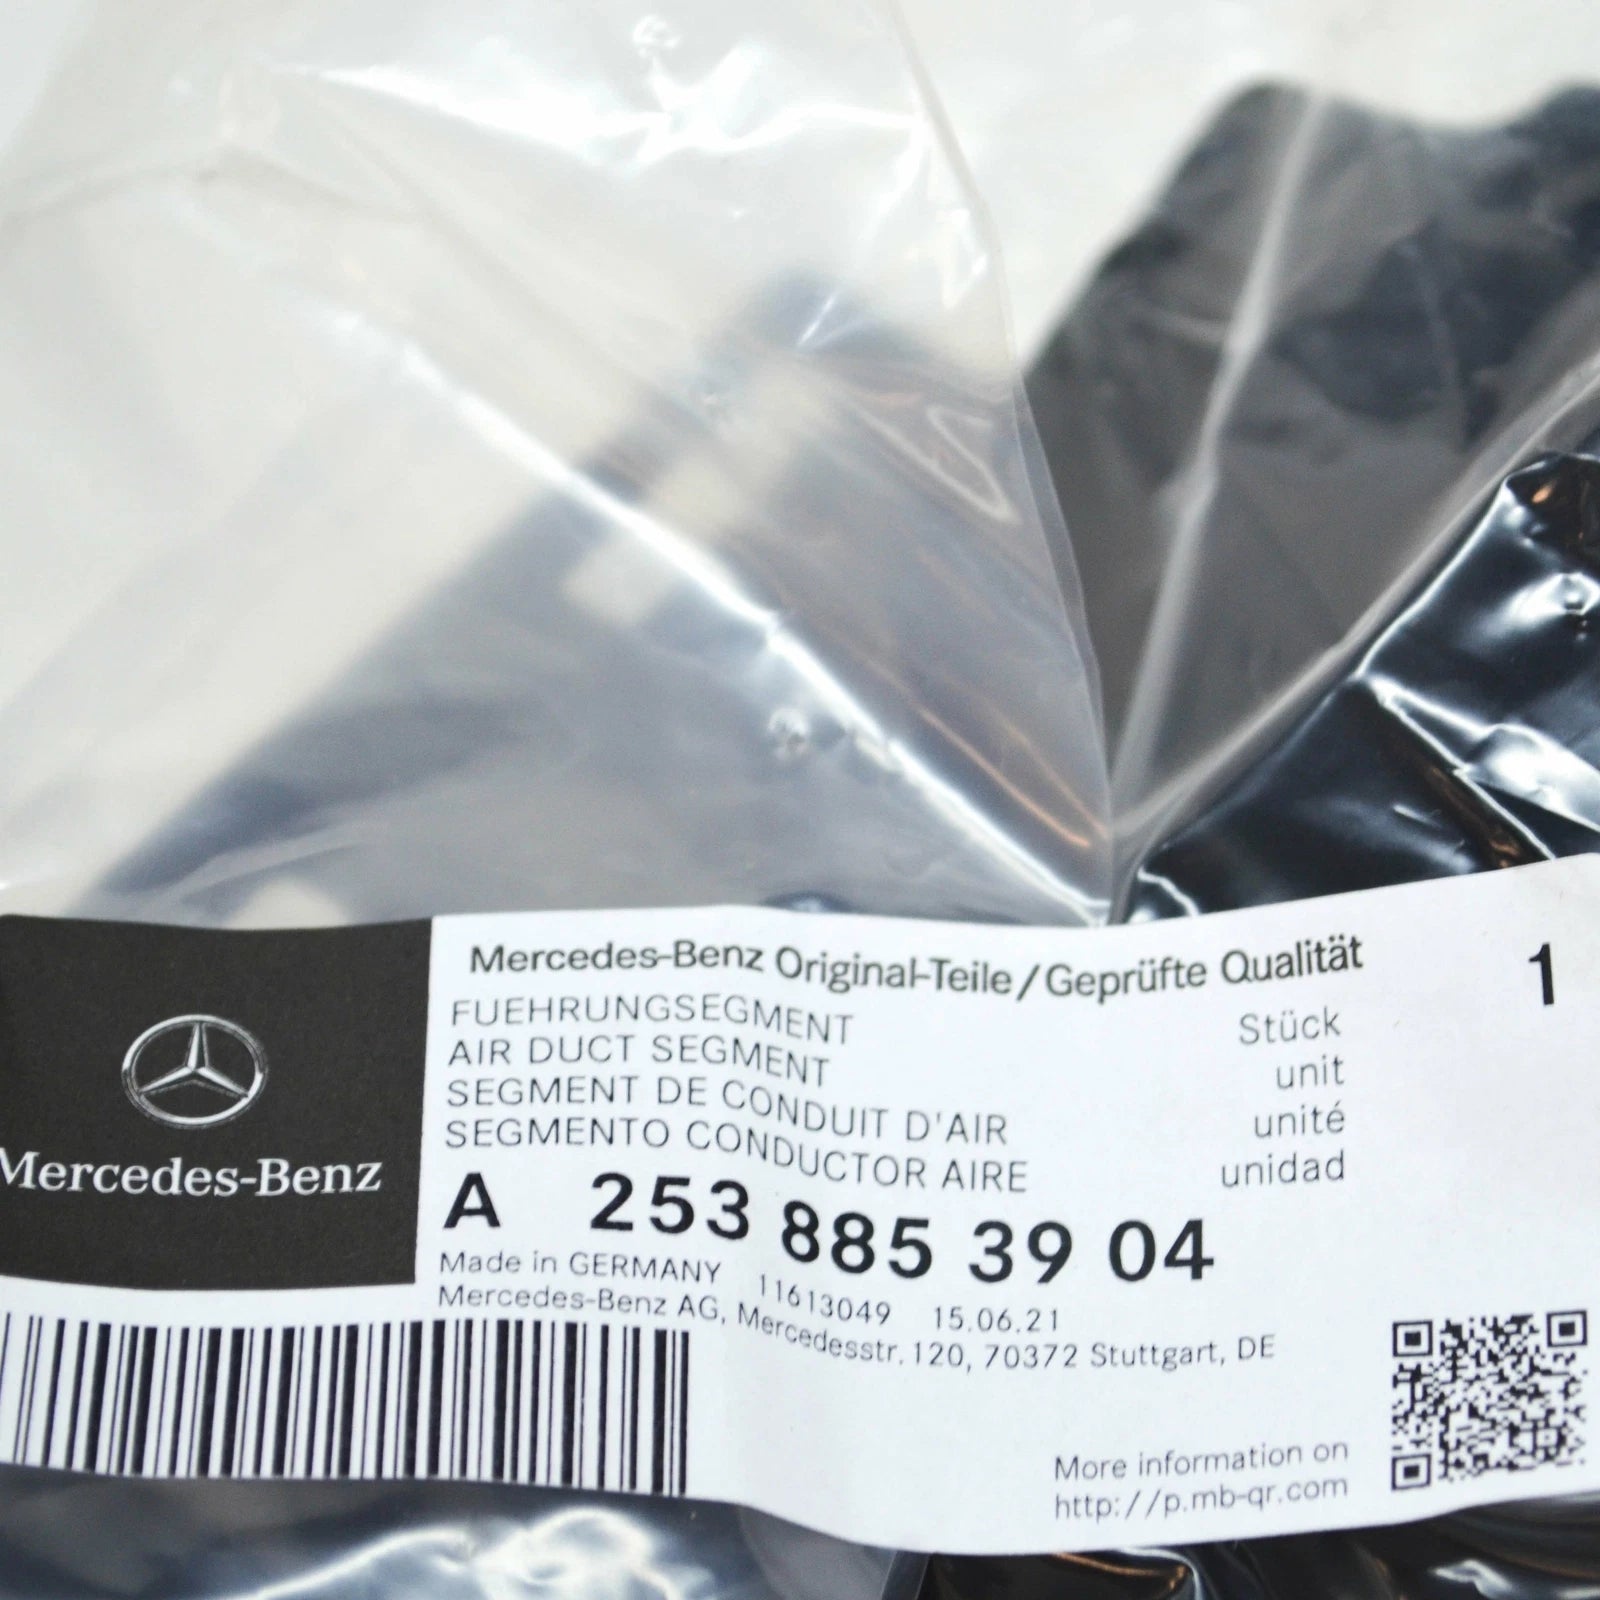 Mercedes-Benz Original-Teile/Geprüfte Qualität
1
FUEHRUNGSEGMENT
Stück
AIR DUCT SEGMENT
unit
SEGMENT DE CONDUIT D'AIR
unité
SEGMENTO CONDUCTOR AIRE
unidad
Mercedes-Benz
A 253 885 39 04
Made in GERMANY 11613049 15.06.21
Mercedes-Benz AG, Mercedesstr. 120, 70372 Stuttgart, DE
More information on
http://p.mb-qr.com